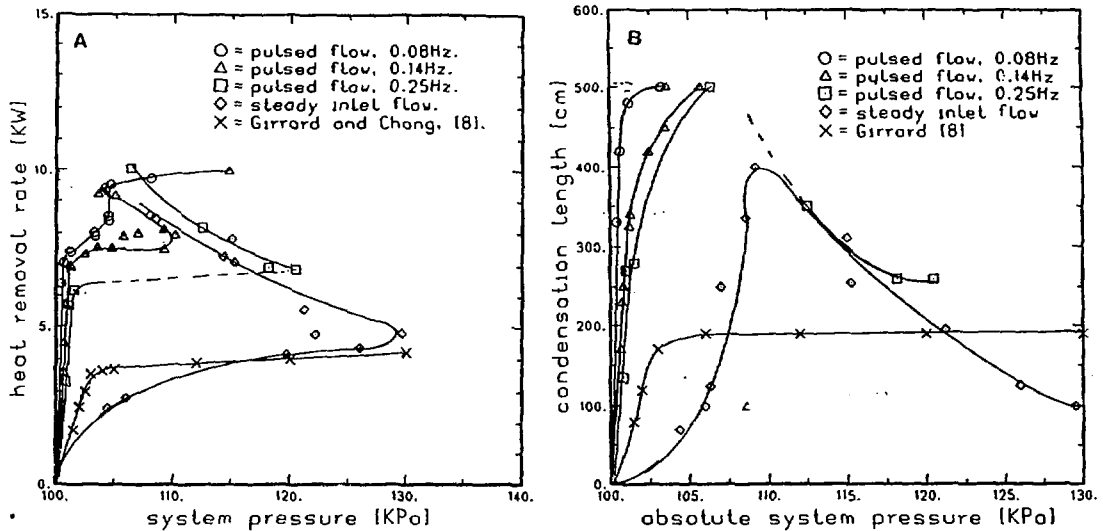 A
15.
10.
5.
0.
heat removal rate [KW]
○ = pulsed flow, 0.08Hz.
△ = pulsed flow, 0.14Hz.
□ = pulsed flow, 0.25Hz.
◇ = steady inlet flow.
× = Girrard and Chang, [8].
100. 110. 120. 130. 140.
system pressure [KPa]
B
600.
500.
400.
300.
200.
100.
0.
condensation length [cm]
○ = pulsed flow, 0.08Hz
△ = pulsed flow, 0.14Hz
□ = pulsed flow, 0.25Hz
◇ = steady inlet flow
× = Girrard [8]
100. 105. 110. 115. 120. 125. 130.
absolute system pressure [KPa]